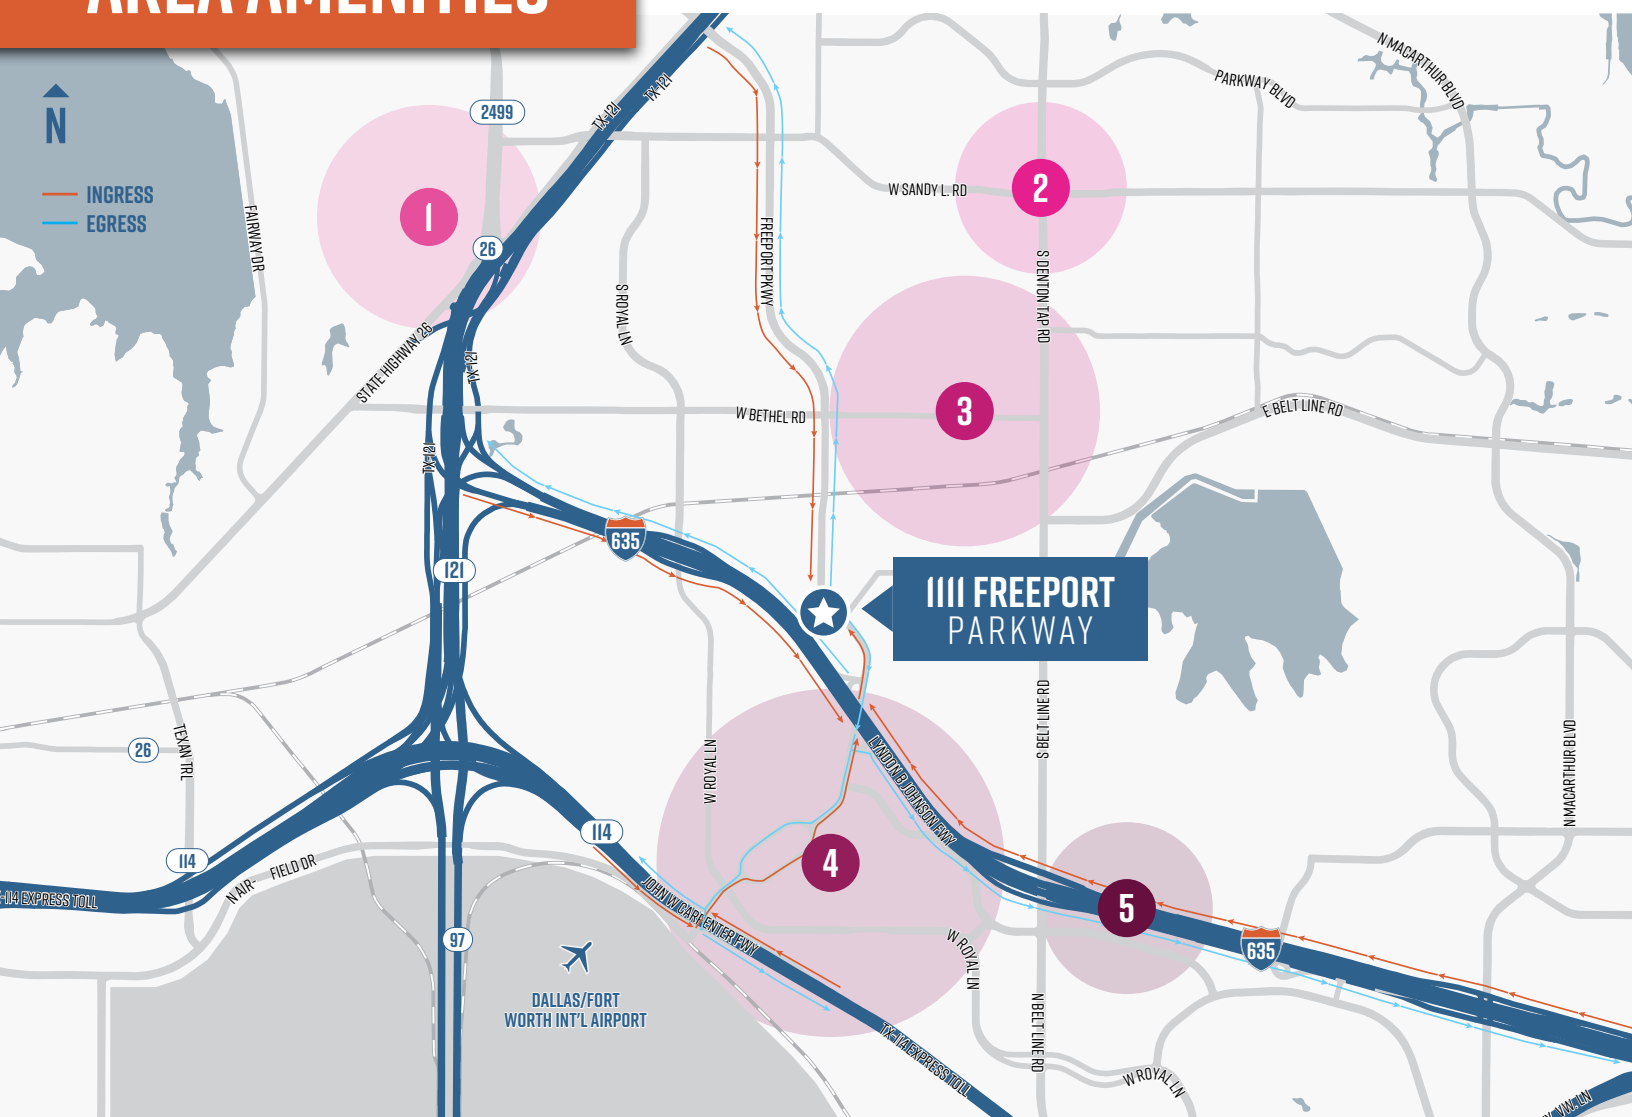 AREA AMENITIES
N
INGRESS
EGRESS
2499
TX-121
TX-121
N MACARTHUR BLVD
PARKWAY BLVD
1
2
W SANDY L. RD
FAIRWAY DR
26
FREEPORT PKWY
S ROYAL LN
S DENTON TAP RD
STATE HIGHWAY 26
TX-121
W BETHEL RD
3
E BELT LINE RD
TX-121
635
121
1111 FREEPORT
PARKWAY
S BELT LINE RD
TEXAN TRL
26
W ROYAL LN
LYNDON B JOHNSON FWY
N MACARTHUR BLVD
114
114
N AIR-
FIELD DR
4
-114 EXPRESS TOLL
JOHN W CARPENTER FWY
5
97
W ROYAL LN
635
DALLAS/FORT
WORTH INT'L AIRPORT
N BELT LINE RD
TX-114 EXPRESS TOLL
W ROYAL LN
VW. LN